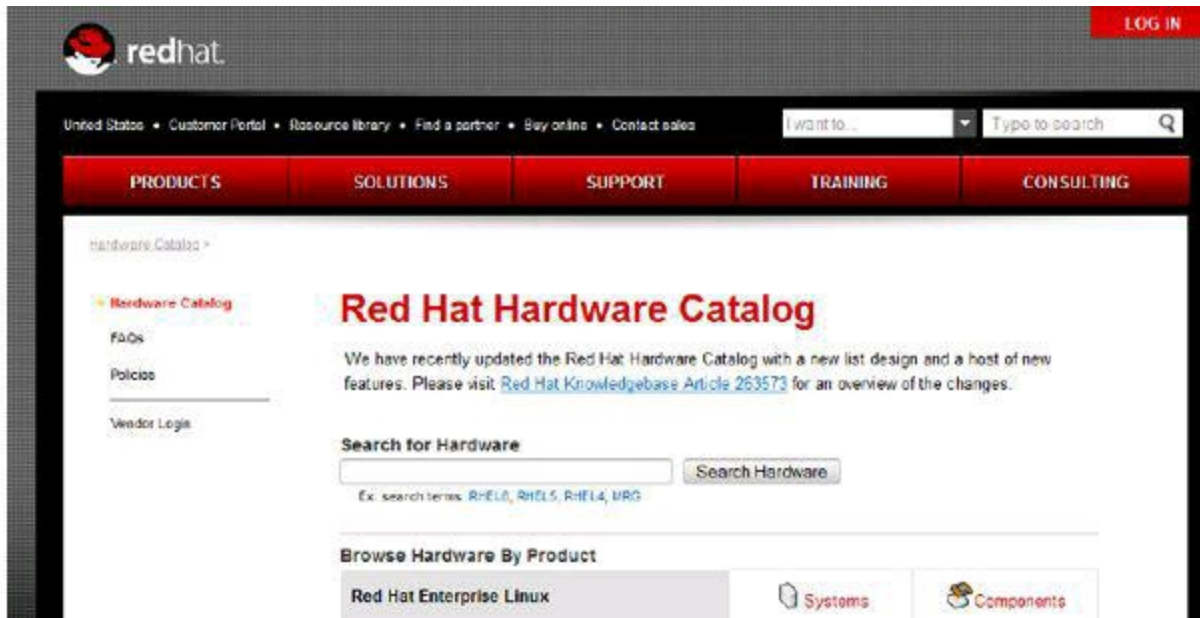 LOG IN
redhat.
United States • Customer Portal • Resource library • Find a partner • Buy online • Contact sales
I want to...
Type to search
PRODUCTS SOLUTIONS SUPPORT TRAINING CONSULTING
Hardware Catalog >
Hardware Catalog
FAQs
Policies
Vendor Login
Red Hat Hardware Catalog
We have recently updated the Red Hat Hardware Catalog with a new list design and a host of new
features. Please visit Red Hat Knowledgebase Article 263573 for an overview of the changes.
Search for Hardware
Search Hardware
Ex. search terms: RHEL6, RHEL5, RHEL4, MRG
Browse Hardware By Product
Red Hat Enterprise Linux Systems Components